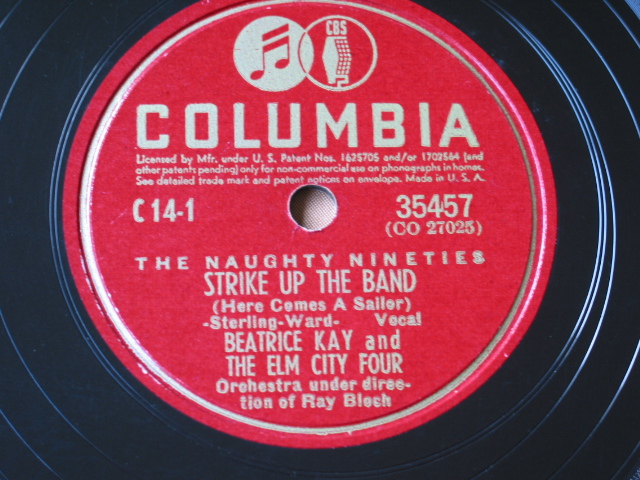 CBS
COLUMBIA
Licensed by Mfr. under U. S. Patent Nos. 1625705 and/or 1702564 (and
other patents pending) only for non-commercial use on phonographs in homes.
See detailed trade mark and patent notices on envelope. Made in U. S. A.
C 14-1
35457
(CO 27025)
THE NAUGHTY NINETIES
STRIKE UP THE BAND
(Here Comes A Sailor)
-Sterling-Ward- Vocal
BEATRICE KAY and
THE ELM CITY FOUR
Orchestra under direc-
tion of Ray Bloch